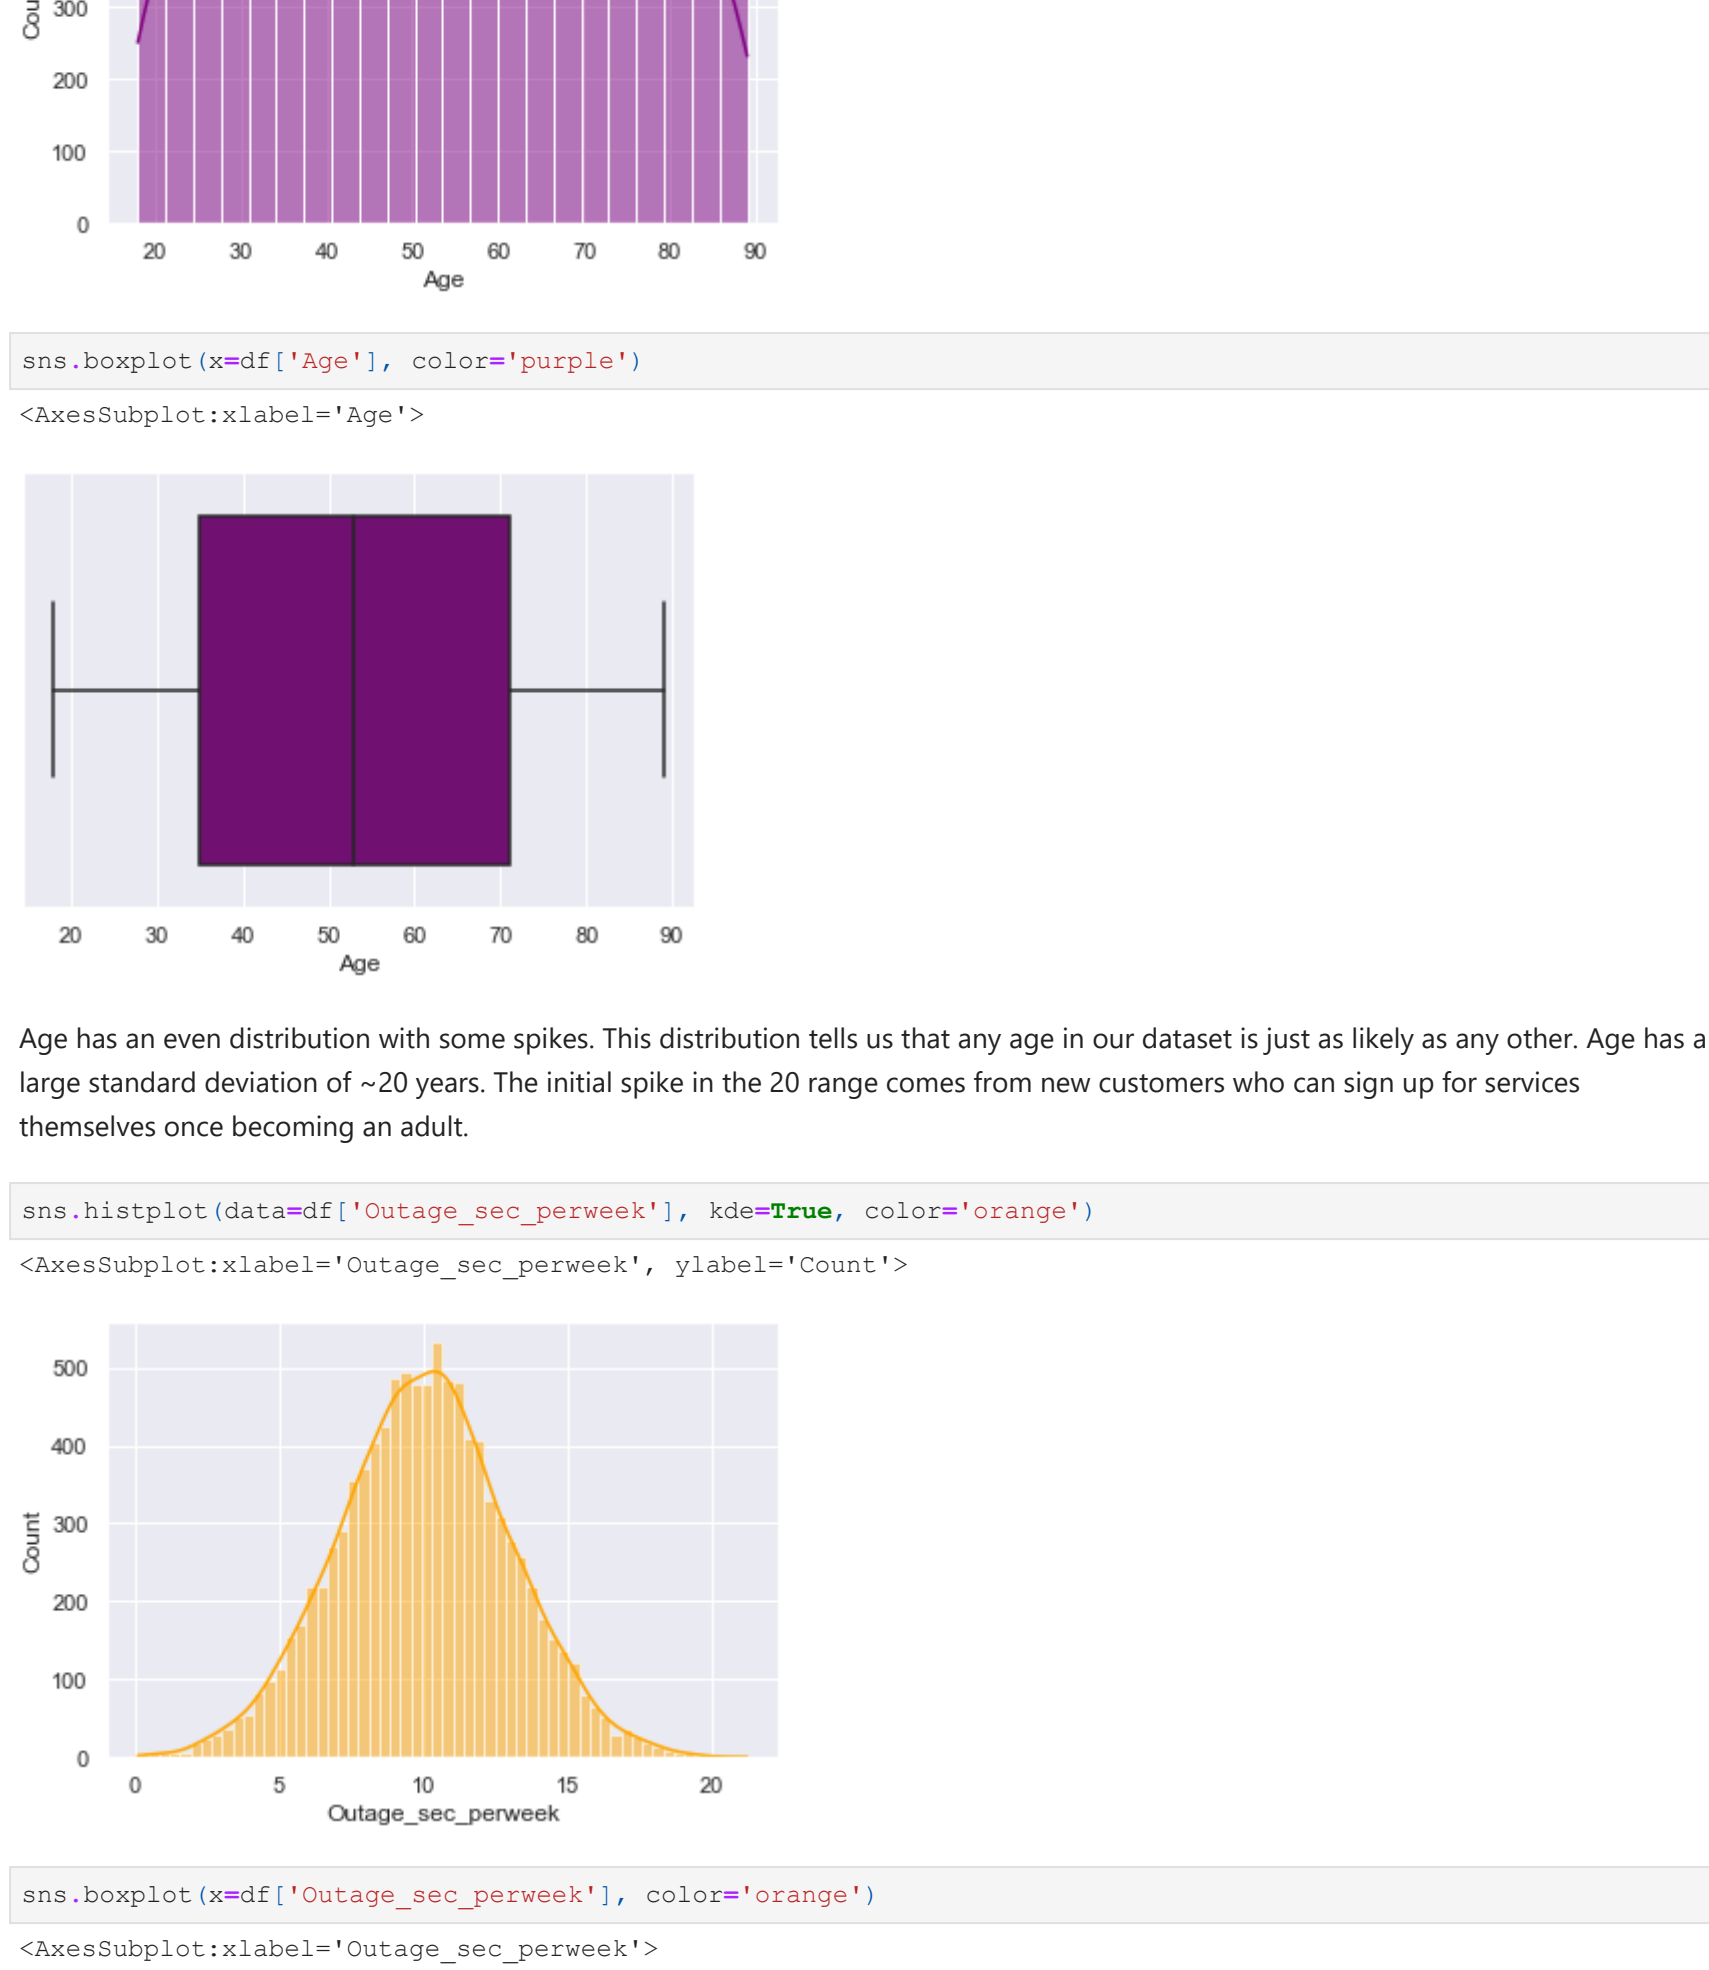 Cou
300
200
100
0
20 30 40 50 60 70 80 90
Age
sns.boxplot(x=df['Age'], color='purple')
<AxesSubplot:xlabel='Age'>
20 30 40 50 60 70 80 90
Age
Age has an even distribution with some spikes. This distribution tells us that any age in our dataset is just as likely as any other. Age has a
large standard deviation of ~20 years. The initial spike in the 20 range comes from new customers who can sign up for services
themselves once becoming an adult.
sns.histplot(data=df['Outage_sec_perweek'], kde=True, color='orange')
<AxesSubplot:xlabel='Outage_sec_perweek', ylabel='Count'>
500
400
300
200
100
0
Count
0 5 10 15 20
Outage_sec_perweek
sns.boxplot(x=df['Outage_sec_perweek'], color='orange')
<AxesSubplot:xlabel='Outage_sec_perweek'>